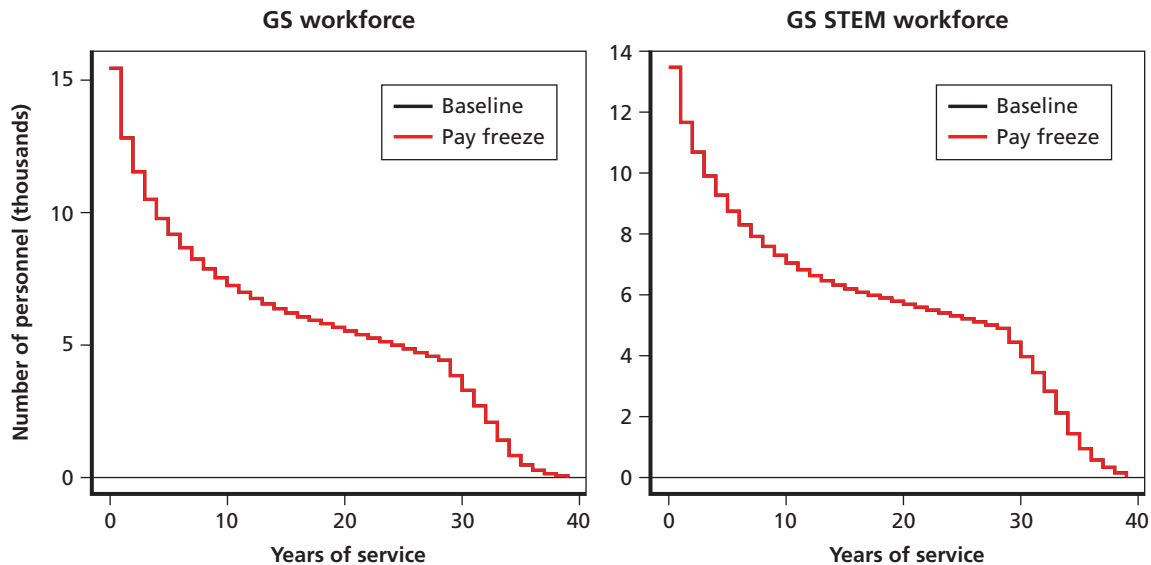 GS workforce
GS STEM workforce
Number of personnel (thousands)
15
10
5
0
Baseline
Pay freeze
0 10 20 30 40
Years of service
14
12
10
8
6
4
2
0
Baseline
Pay freeze
0 10 20 30 40
Years of service